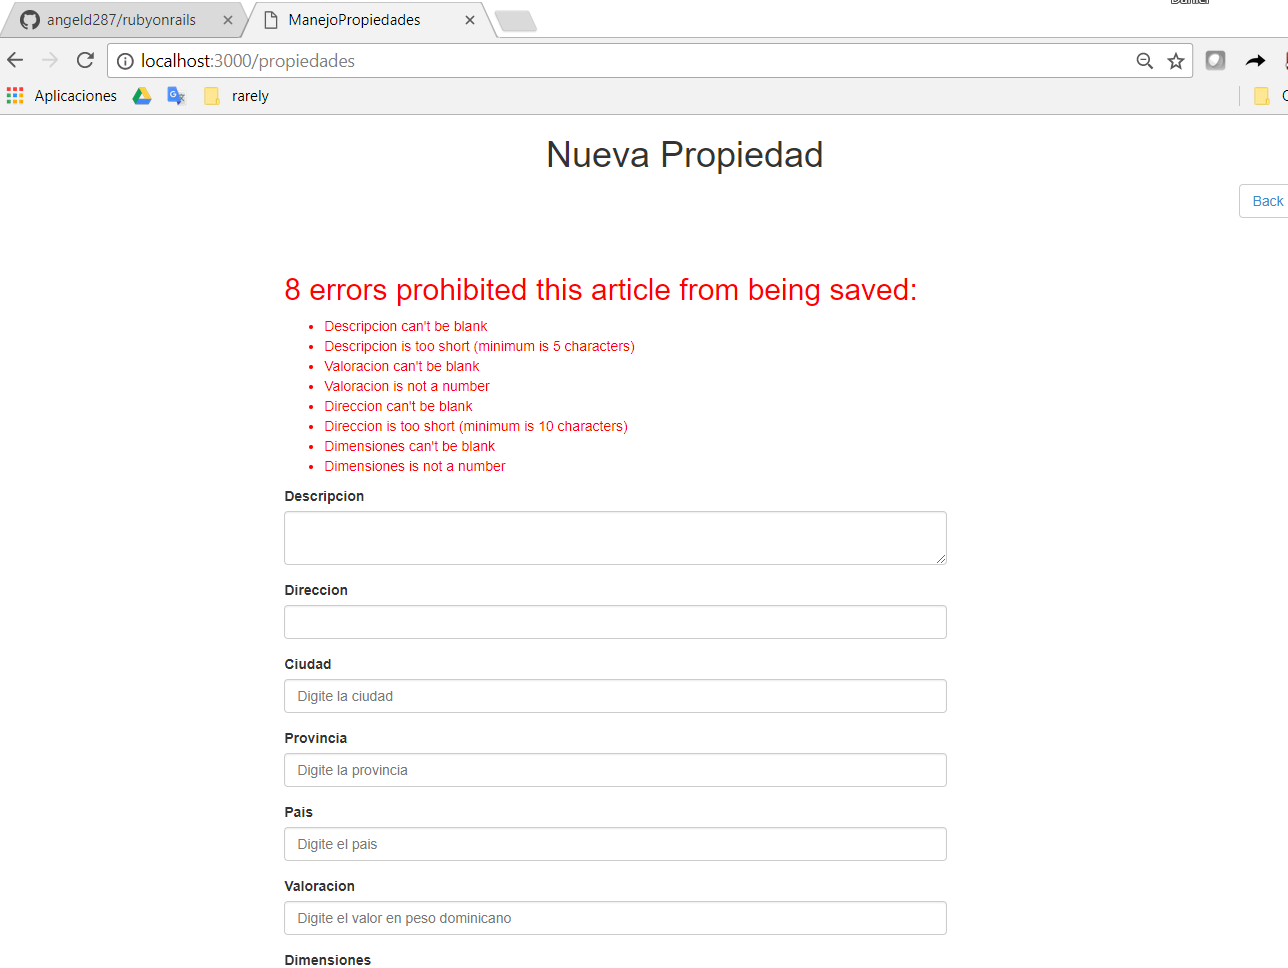 Daniel
angeld287/rubyonrails
ManejoPropiedades
localhost:3000/propiedades
Aplicaciones
rarely
Nueva Propiedad
Back
8 errors prohibited this article from being saved:
Descripcion can't be blank
Descripcion is too short (minimum is 5 characters)
Valoracion can't be blank
Valoracion is not a number
Direccion can't be blank
Direccion is too short (minimum is 10 characters)
Dimensiones can't be blank
Dimensiones is not a number
Descripcion
Direccion
Ciudad
Digite la ciudad
Provincia
Digite la provincia
Pais
Digite el pais
Valoracion
Digite el valor en peso dominicano
Dimensiones